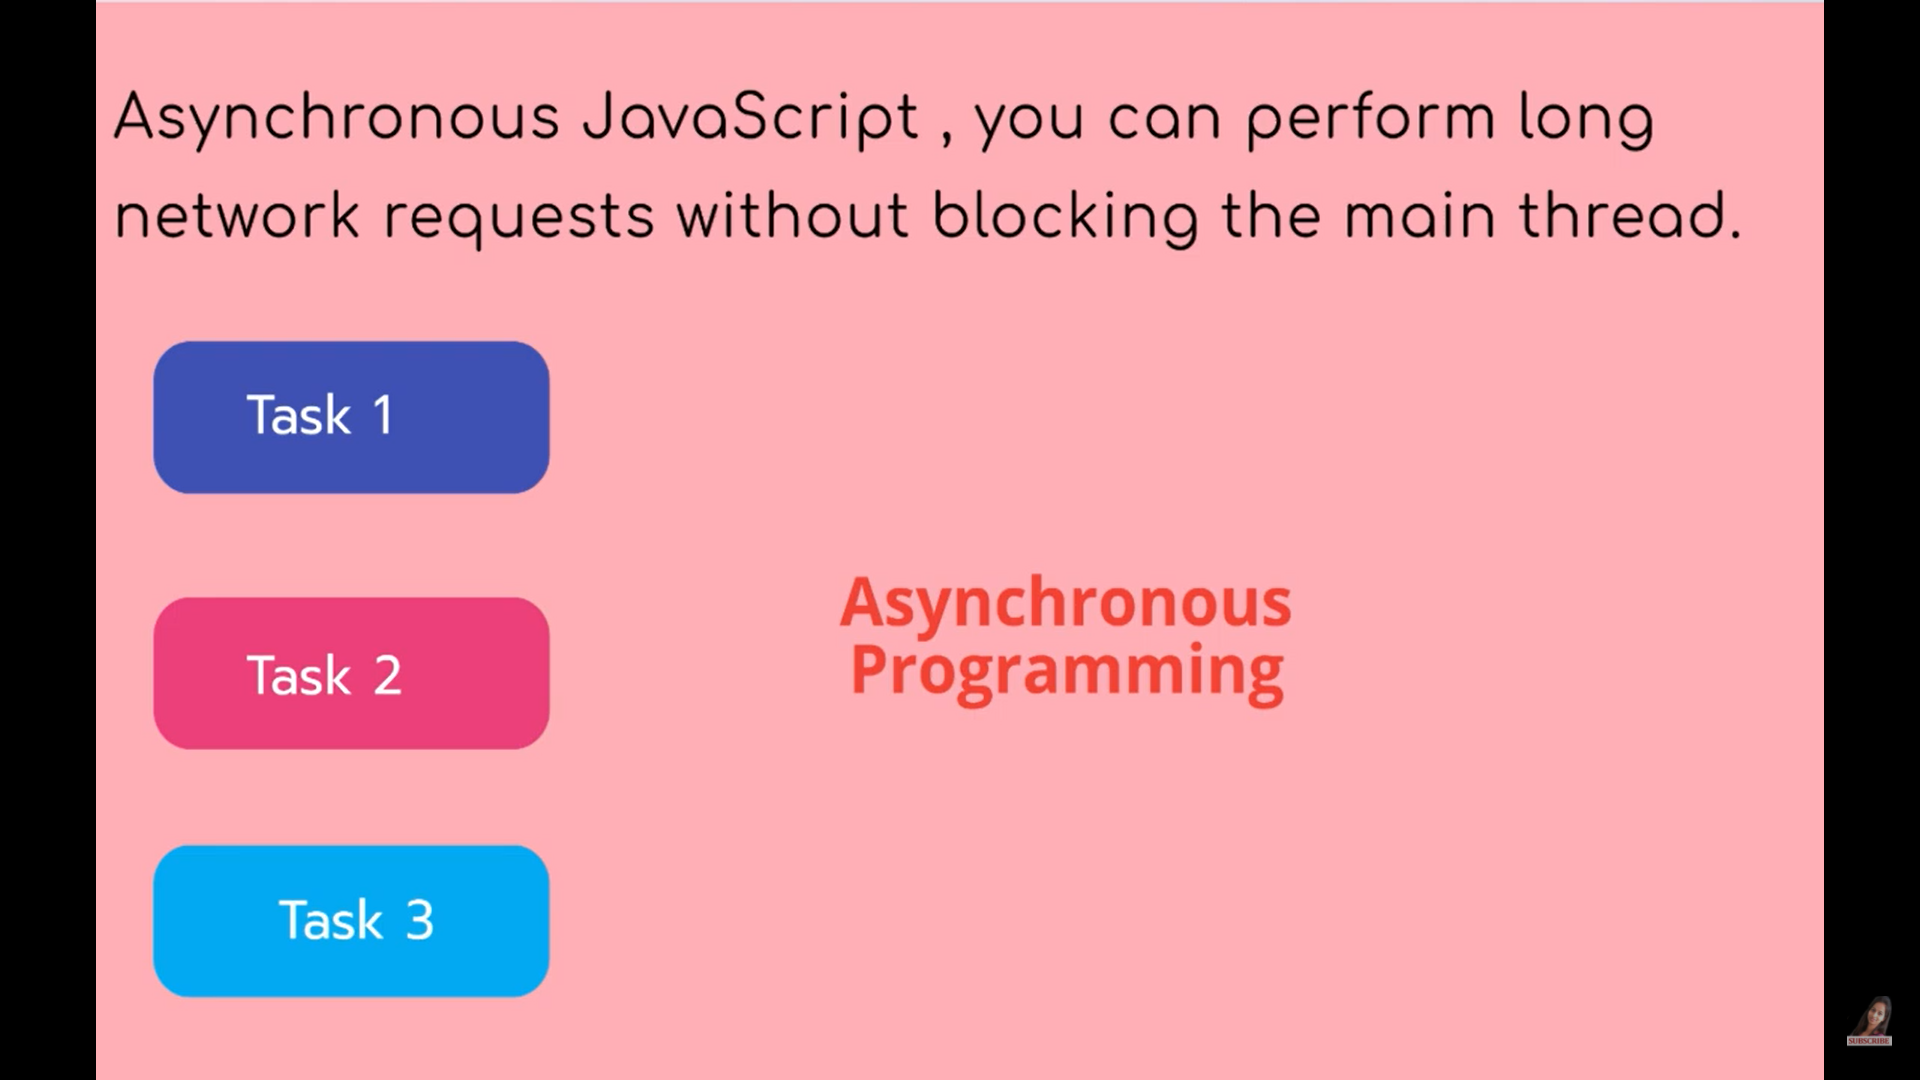 Asynchronous JavaScript , you can perform long
network requests without blocking the main thread.
Task 1
Task 2
Asynchronous
Programming
Task 3
SUBSCRIBE